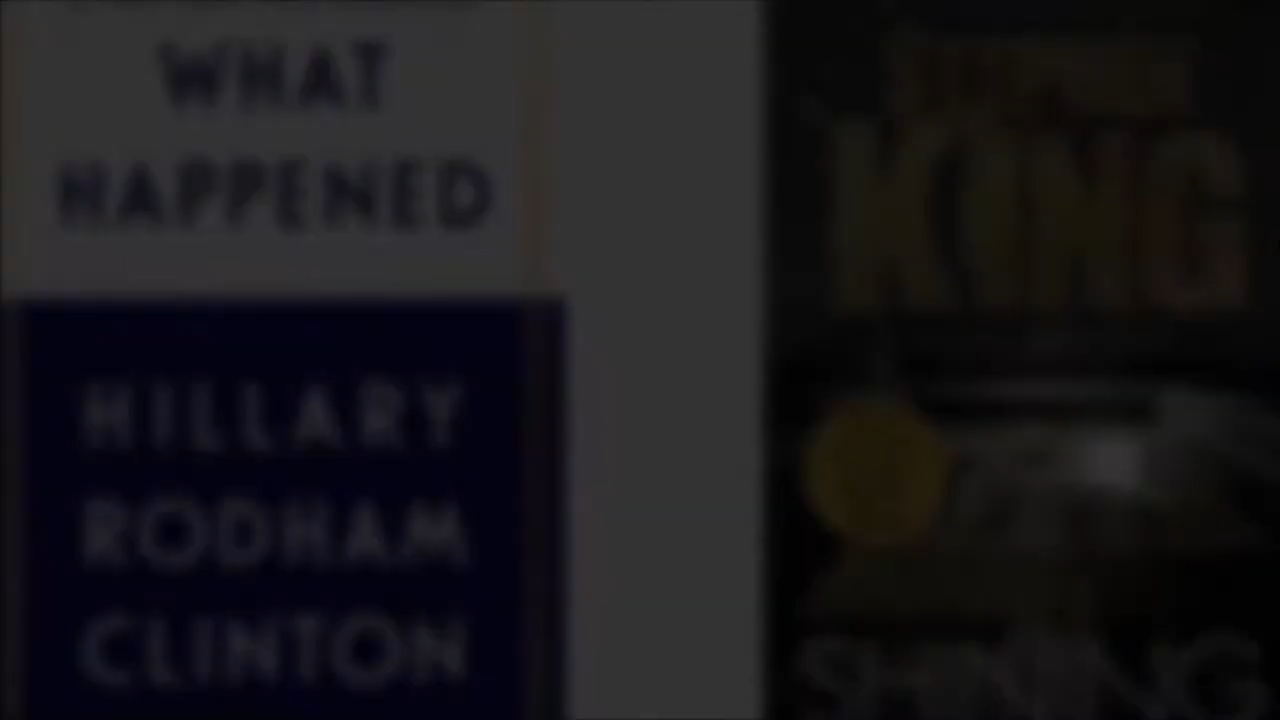 WHAT
HAPPENED
HILLARY
RODHAM
CLINTON
KING
SHINING